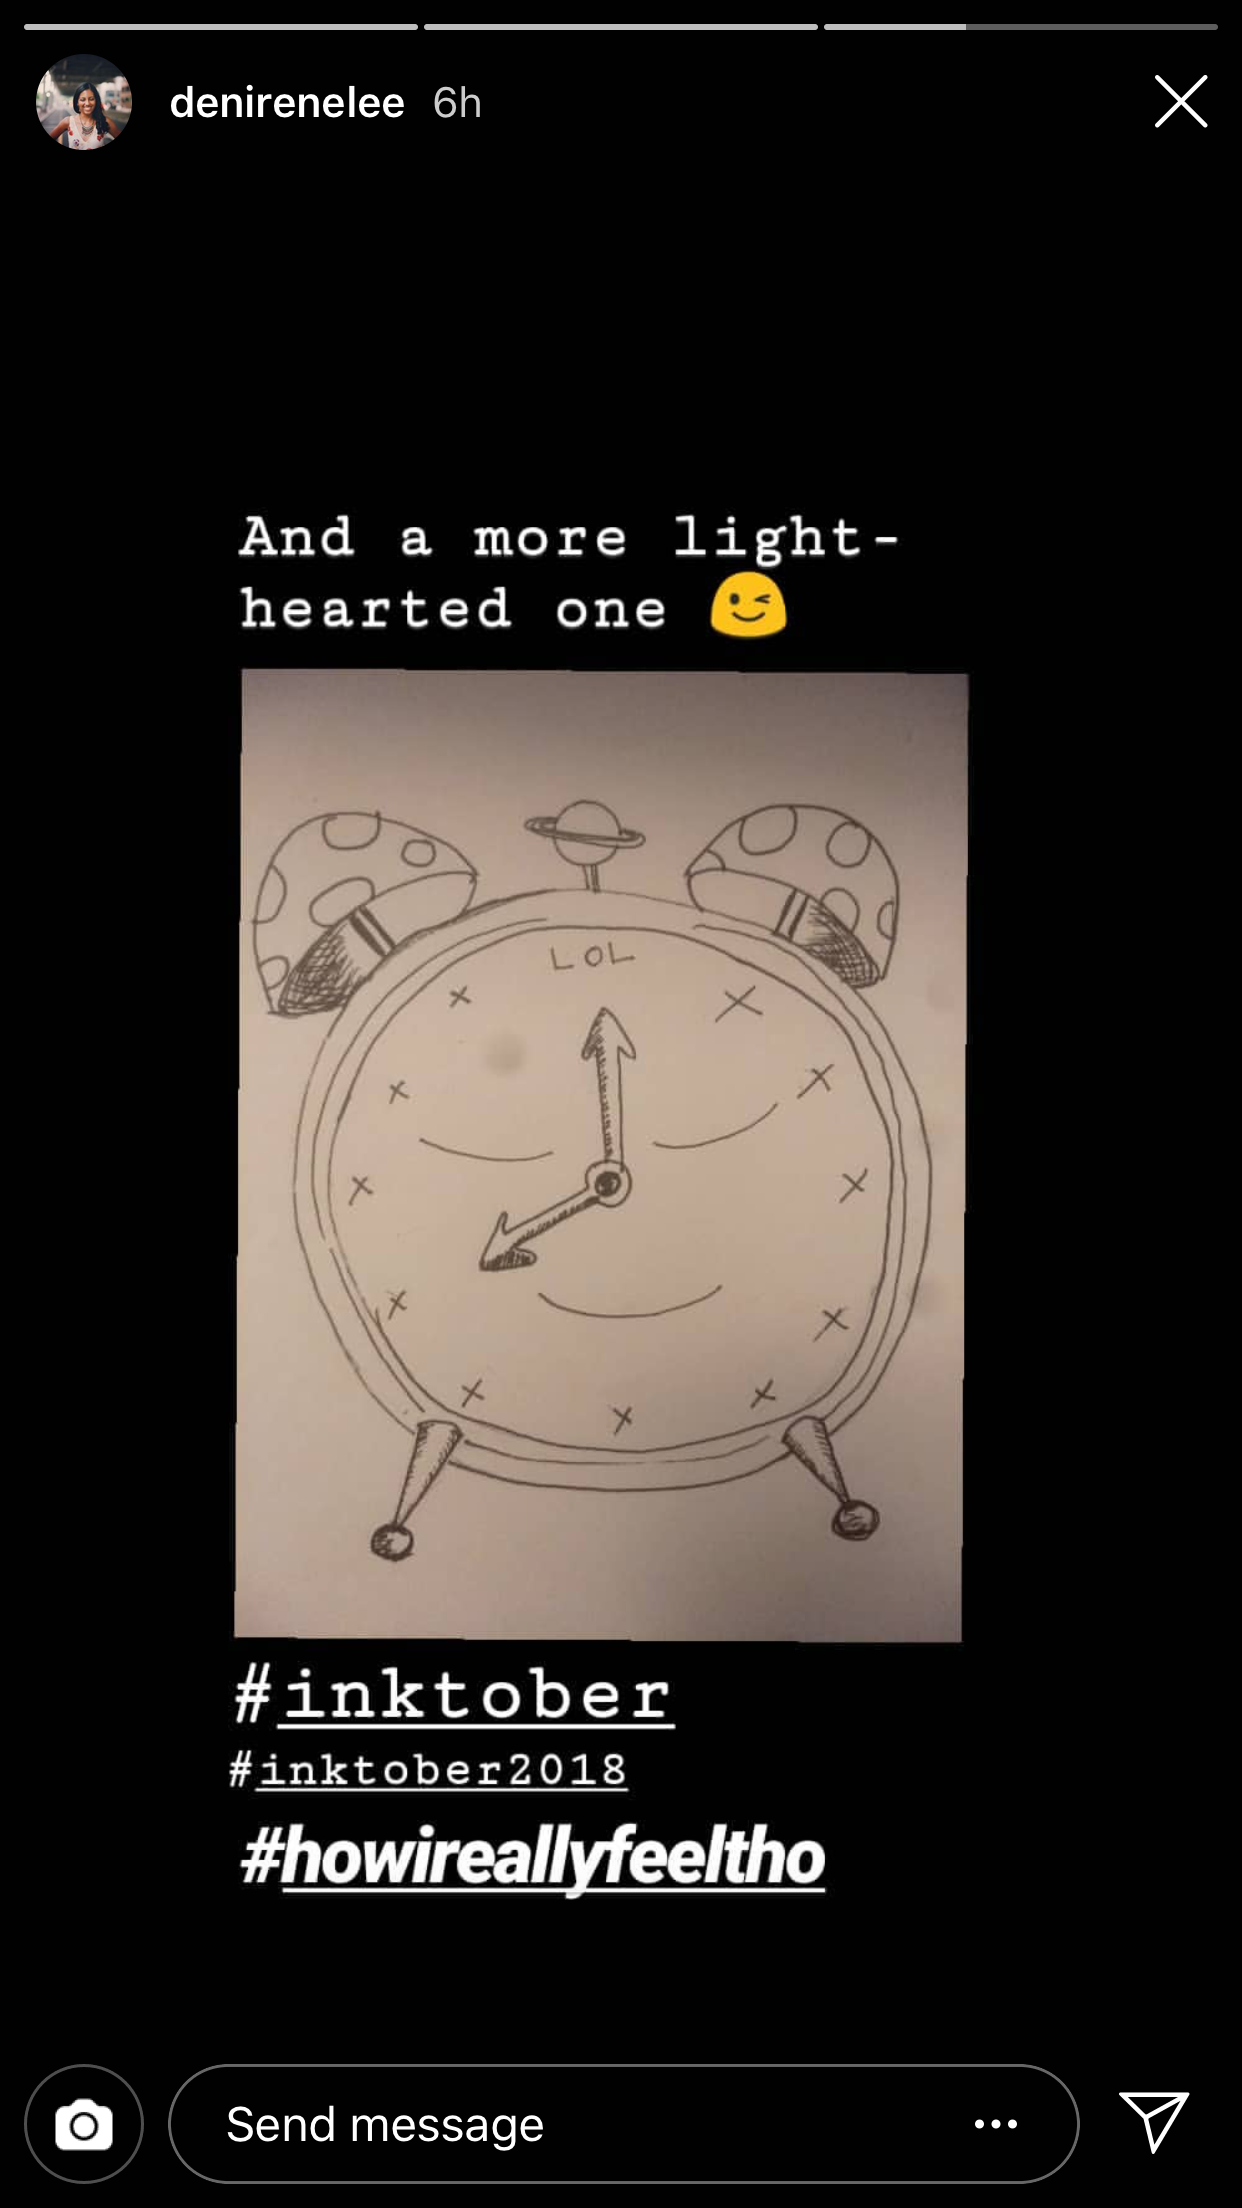 denirenelee 6h
And a more light-
hearted one 😉
LOL
#inktober
#inktober2018
#howireallyfeeltho
Send message